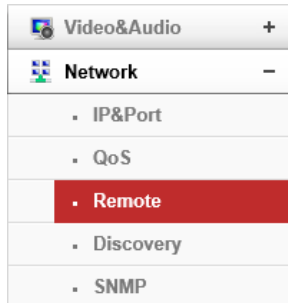 Video&Audio +
Network −
IP&Port
QoS
Remote
Discovery
SNMP